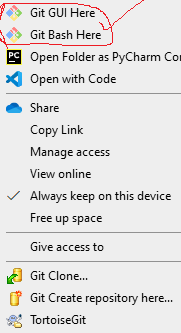 Git GUI Here
Git Bash Here
PC
Open Folder as PyCharm Co
Open with Code
Share
Copy Link
Manage access
View online
Always keep on this device
Free up space
Give access to
Git Clone...
Git Create repository here...
TortoiseGit